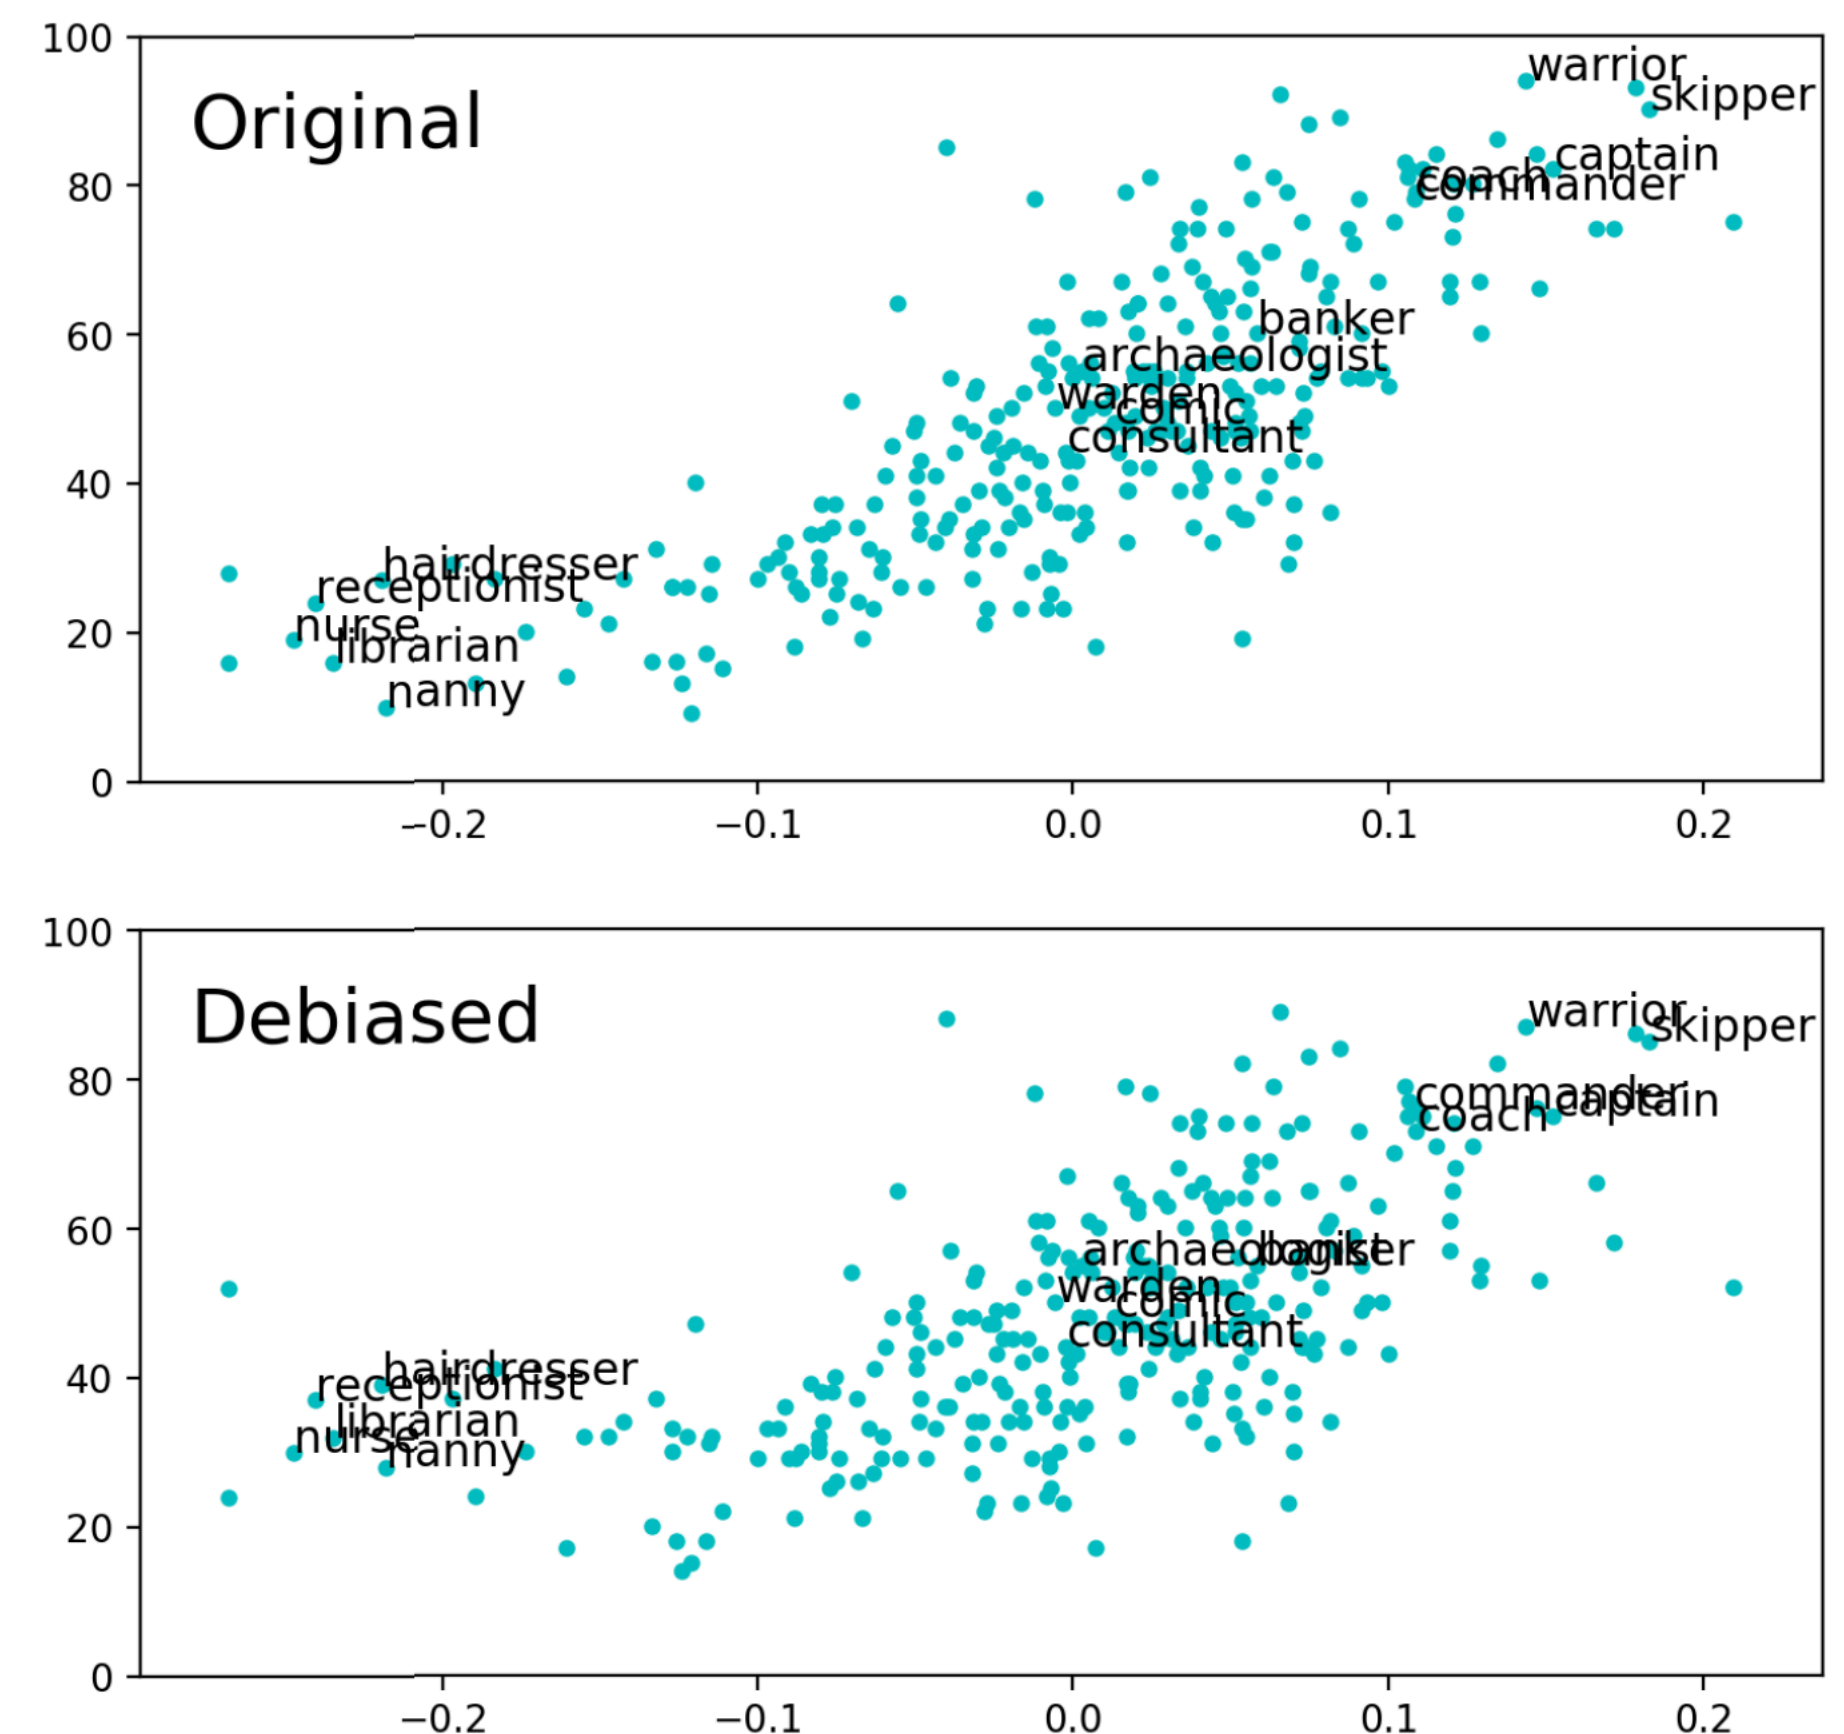 100
Original
warrior
skipper
captain
80
coach
commander
60
banker
archaeologist
warden
comic
consultant
40
hairdresser
receptionist
20
nurse
librarian
nanny
0
−0.2 −0.1 0.0 0.1 0.2
100
Debiased
warrior
skipper
80
commander
captain
coach
60
archaeologist
banker
warden
comic
consultant
40
hairdresser
receptionist
librarian
nurse
nanny
20
0
−0.2 −0.1 0.0 0.1 0.2